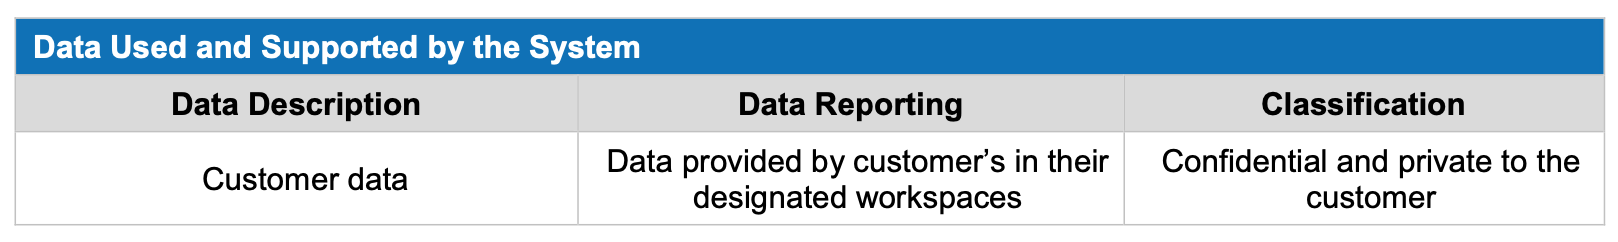 Data Used and Supported by the System
Data Description
Data Reporting
Classification
Customer data
Data provided by customer’s in their
designated workspaces
Confidential and private to the
customer